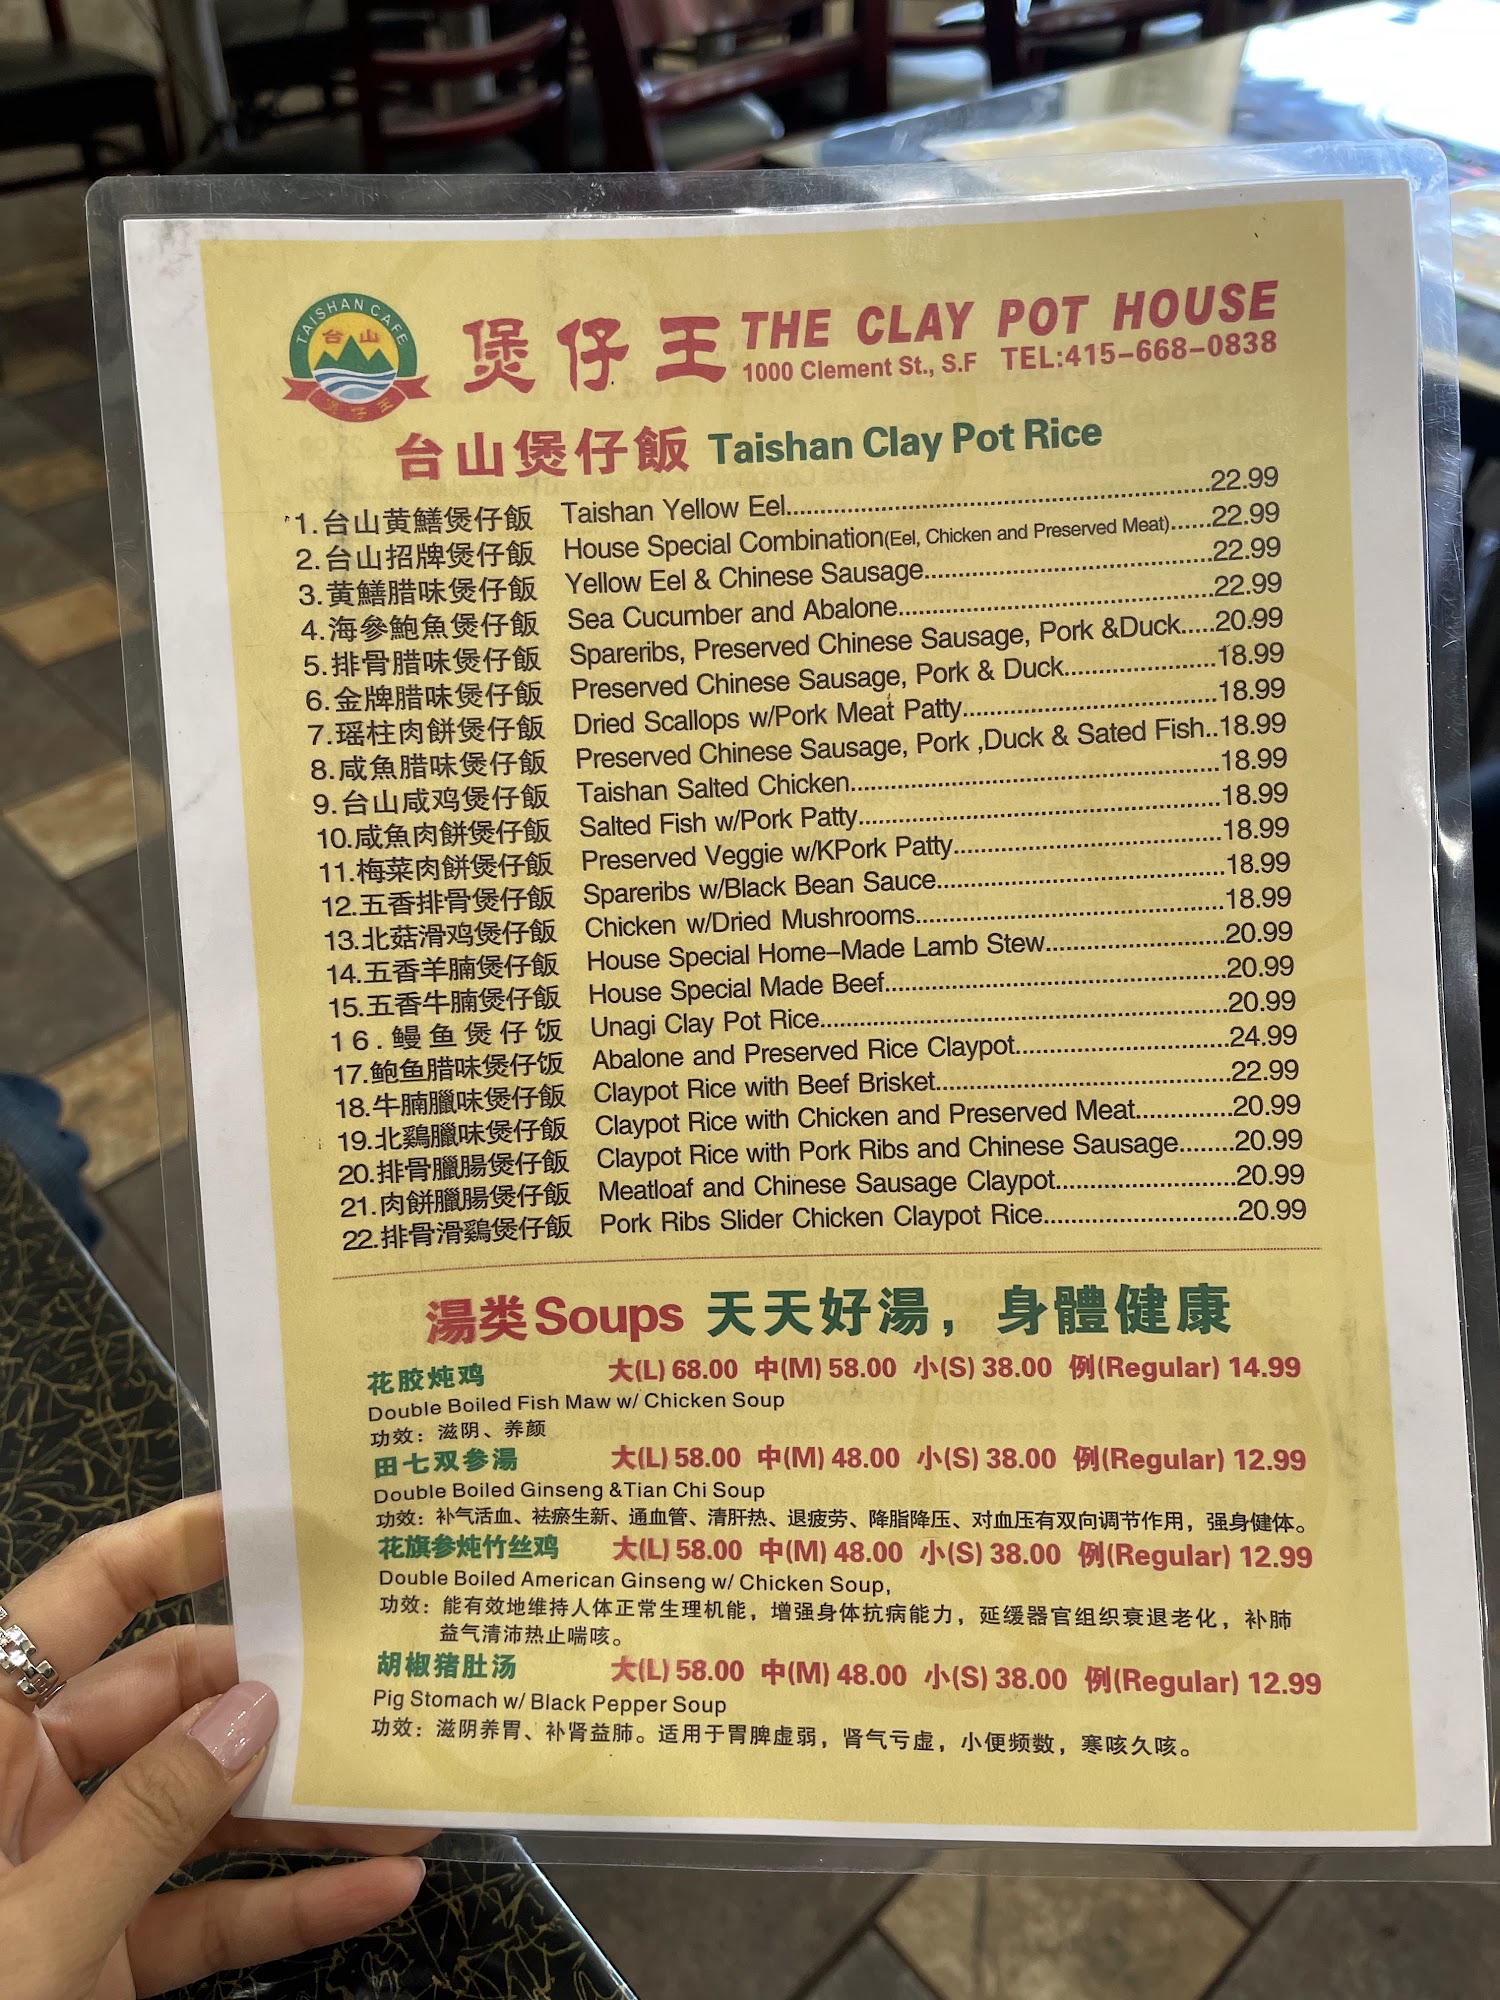 TAISHAN CAFE
台山
煲仔王
煲仔王 THE CLAY POT HOUSE
1000 Clement St., S.F TEL:415-668-0838
台山煲仔飯 Taishan Clay Pot Rice
1.台山黄鱔煲仔飯 Taishan Yellow Eel 22.99
2.台山招牌煲仔飯 House Special Combination(Eel, Chicken and Preserved Meat) 22.99
3.黄鱔腊味煲仔飯 Yellow Eel & Chinese Sausage 22.99
4.海參鮑魚煲仔飯 Sea Cucumber and Abalone 22.99
5.排骨腊味煲仔飯 Spareribs, Preserved Chinese Sausage, Pork &Duck 20.99
6.金牌腊味煲仔飯 Preserved Chinese Sausage, Pork & Duck 18.99
7.瑶柱肉餅煲仔飯 Dried Scallops w/Pork Meat Patty 18.99
8.咸魚腊味煲仔飯 Preserved Chinese Sausage, Pork ,Duck & Sated Fish 18.99
9.台山咸鸡煲仔飯 Taishan Salted Chicken 18.99
10.咸魚肉餅煲仔飯 Salted Fish w/Pork Patty 18.99
11.梅菜肉餅煲仔飯 Preserved Veggie w/KPork Patty 18.99
12.五香排骨煲仔飯 Spareribs w/Black Bean Sauce 18.99
13.北菇滑鸡煲仔飯 Chicken w/Dried Mushrooms 18.99
14.五香羊腩煲仔飯 House Special Home-Made Lamb Stew 20.99
15.五香牛腩煲仔飯 House Special Made Beef 20.99
16.鳗鱼煲仔饭 Unagi Clay Pot Rice 20.99
17.鲍鱼腊味煲仔饭 Abalone and Preserved Rice Claypot 24.99
18.牛腩臘味煲仔飯 Claypot Rice with Beef Brisket 22.99
19.北鷄臘味煲仔飯 Claypot Rice with Chicken and Preserved Meat 20.99
20.排骨臘腸煲仔飯 Claypot Rice with Pork Ribs and Chinese Sausage 20.99
21.肉餅臘腸煲仔飯 Meatloaf and Chinese Sausage Claypot 20.99
22.排骨滑鷄煲仔飯 Pork Ribs Slider Chicken Claypot Rice 20.99
湯类Soups 天天好湯，身體健康
花胶炖鸡 大(L) 68.00 中(M) 58.00 小(S) 38.00 例(Regular) 14.99
Double Boiled Fish Maw w/ Chicken Soup
功效：滋阴、养颜
田七双参湯 大(L) 58.00 中(M) 48.00 小(S) 38.00 例(Regular) 12.99
Double Boiled Ginseng &Tian Chi Soup
功效：补气活血、祛瘀生新、通血管、清肝热、退疲劳、降脂降压、对血压有双向调节作用，强身健体。
花旗参炖竹丝鸡 大(L) 58.00 中(M) 48.00 小(S) 38.00 例(Regular) 12.99
Double Boiled American Ginseng w/ Chicken Soup,
功效：能有效地维持人体正常生理机能，增强身体抗病能力，延缓器官组织衰退老化，补肺
益气清沛热止喘咳。
胡椒猪肚汤 大(L) 58.00 中(M) 48.00 小(S) 38.00 例(Regular) 12.99
Pig Stomach w/ Black Pepper Soup
功效：滋阴养胃、补肾益肺。适用于胃脾虚弱，肾气亏虚，小便频数，寒咳久咳。